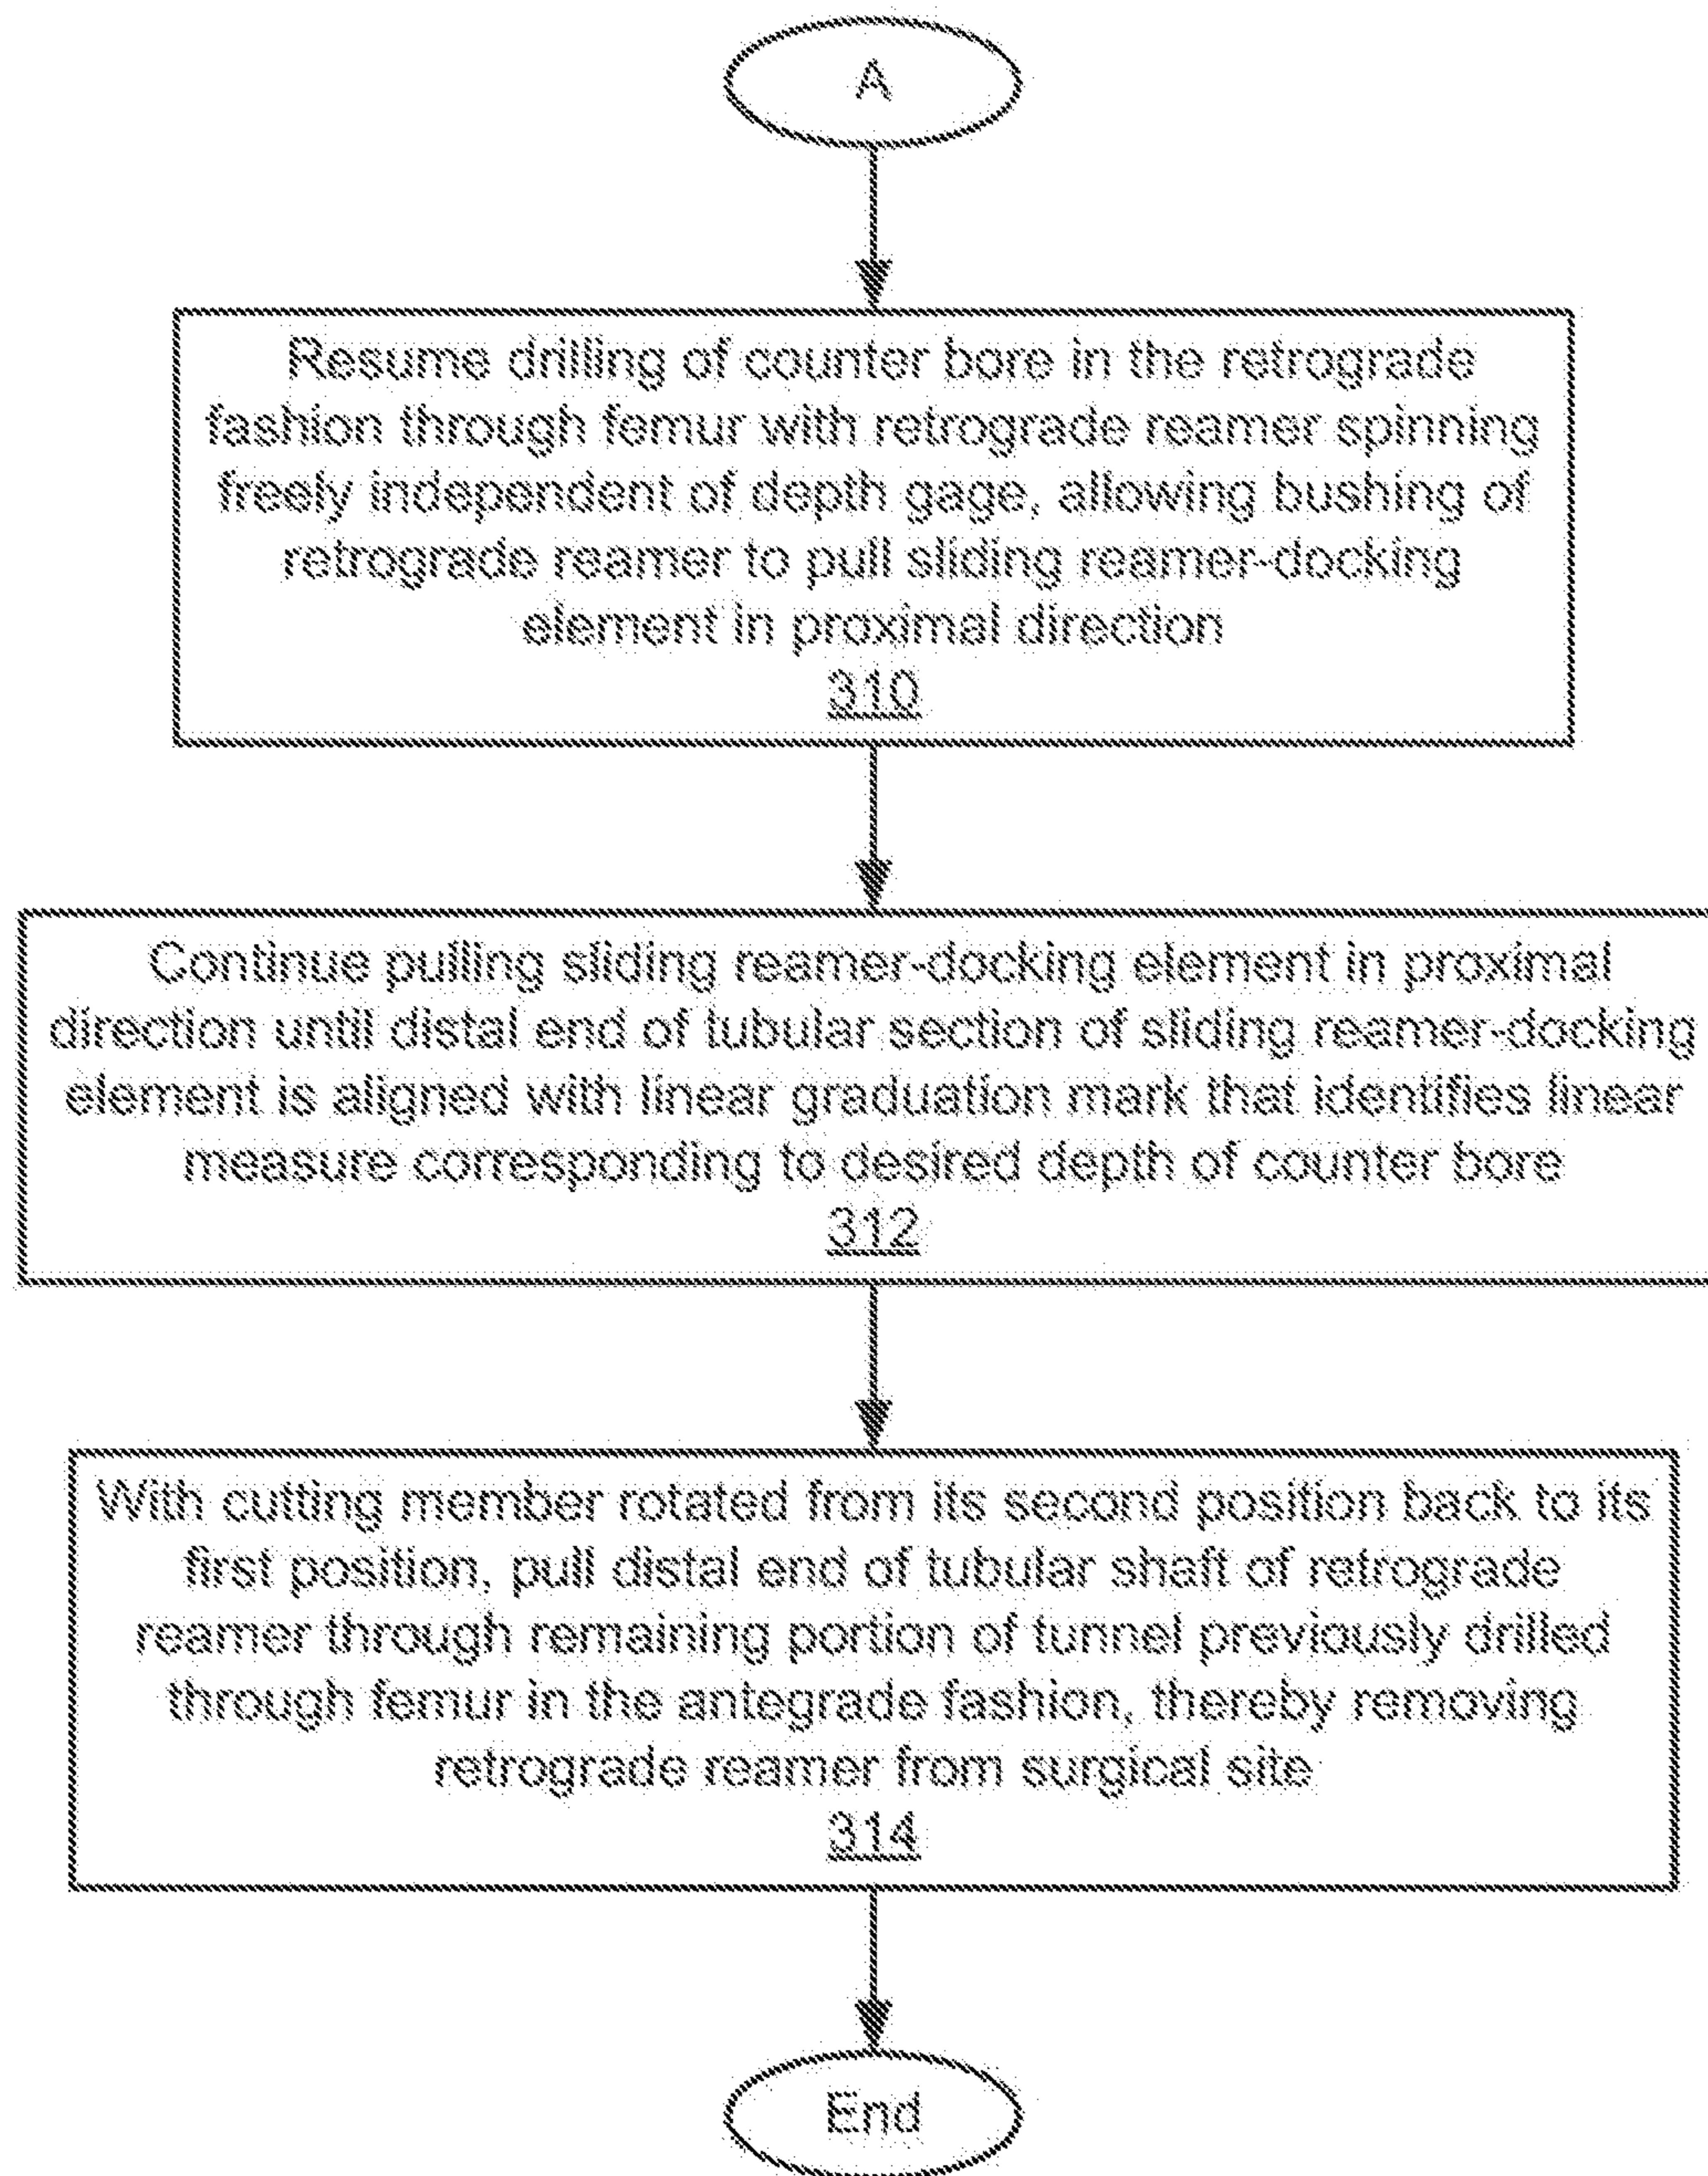 A
Resume drilling of counter bore in the retrograde
fashion through femur with retrograde reamer spinning
freely independent of depth gage, allowing bushing of
retrograde reamer to pull sliding reamer-docking
element in proximal direction
310
Continue pulling sliding reamer-docking element in proximal
direction until distal end of tubular section of sliding reamer-docking
element is aligned with linear graduation mark that identifies linear
measure corresponding to desired depth of counter bore
312
With cutting member rotated from its second position back to its
first position, pull distal end of tubular shaft of retrograde
reamer through remaining portion of tunnel previously drilled
through femur in the antegrade fashion, thereby removing
retrograde reamer from surgical site
314
End